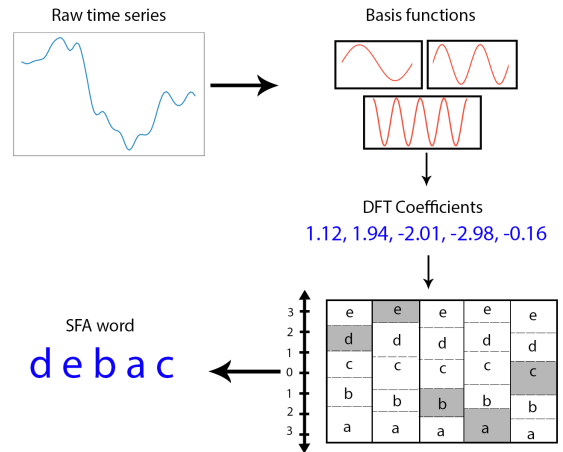 Raw time series
Basis functions
DFT Coefficients
1.12, 1.94, -2.01, -2.98, -0.16
SFA word
d e b a c
3
2
1
0
1
2
3
e e e e e
d d d d d
c c c c c
b b b b b
a a a a a